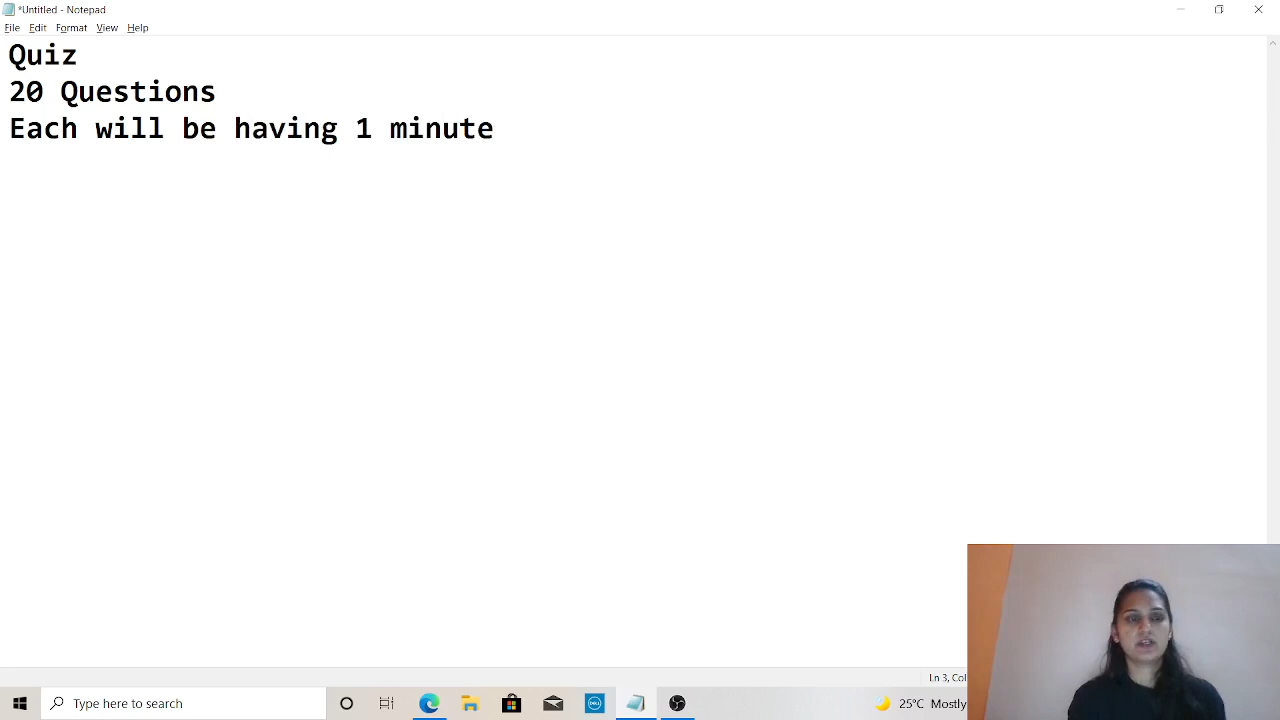 *Untitled - Notepad
File Edit Format View Help
Quiz
20 Questions
Each will be having 1 minute
Ln 3, Col
Type here to search
DELL
25°C Mostly